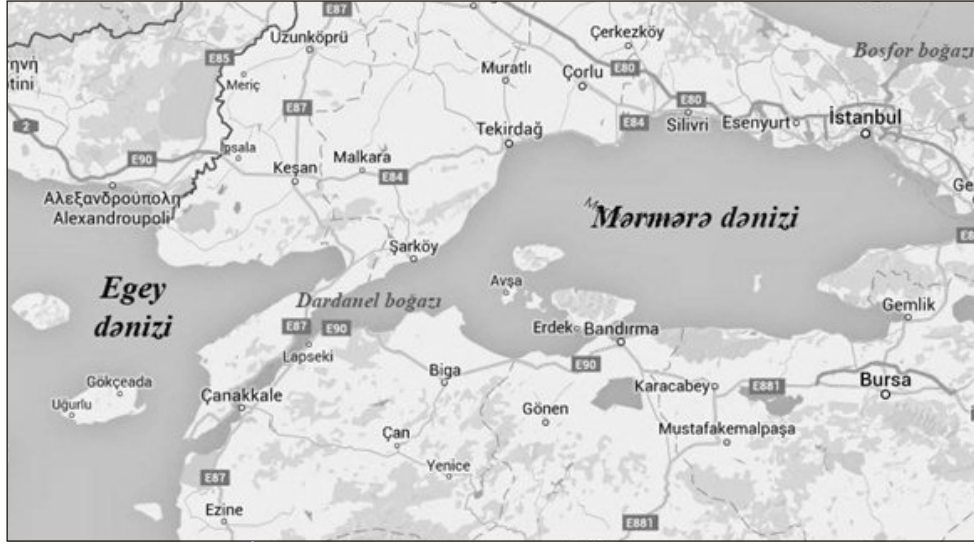 E87
Uzunköprü
Çerkezköy
Bosfor boğazı
E85
Meriç
Muratlı
Çorlu
E80
E80
2
E87
Tekirdağ
E84
Silivri
Esenyurt
İstanbul
E90
İpsala
Malkara
Keşan
E84
Αλεξανδρούπολη
Alexandroupoli
Mərmərə dənizi
Şarköy
Egey
dənizi
Avşa
Dardanel boğazı
Gemlik
E87
E90
Erdek
Bandırma
Lapseki
E90
Biga
Gökçeada
Karacabey
E881
Bursa
Uğurlu
Çanakkale
Gönen
Çan
Mustafakemalpaşa
Yenice
E87
Ezine
E881